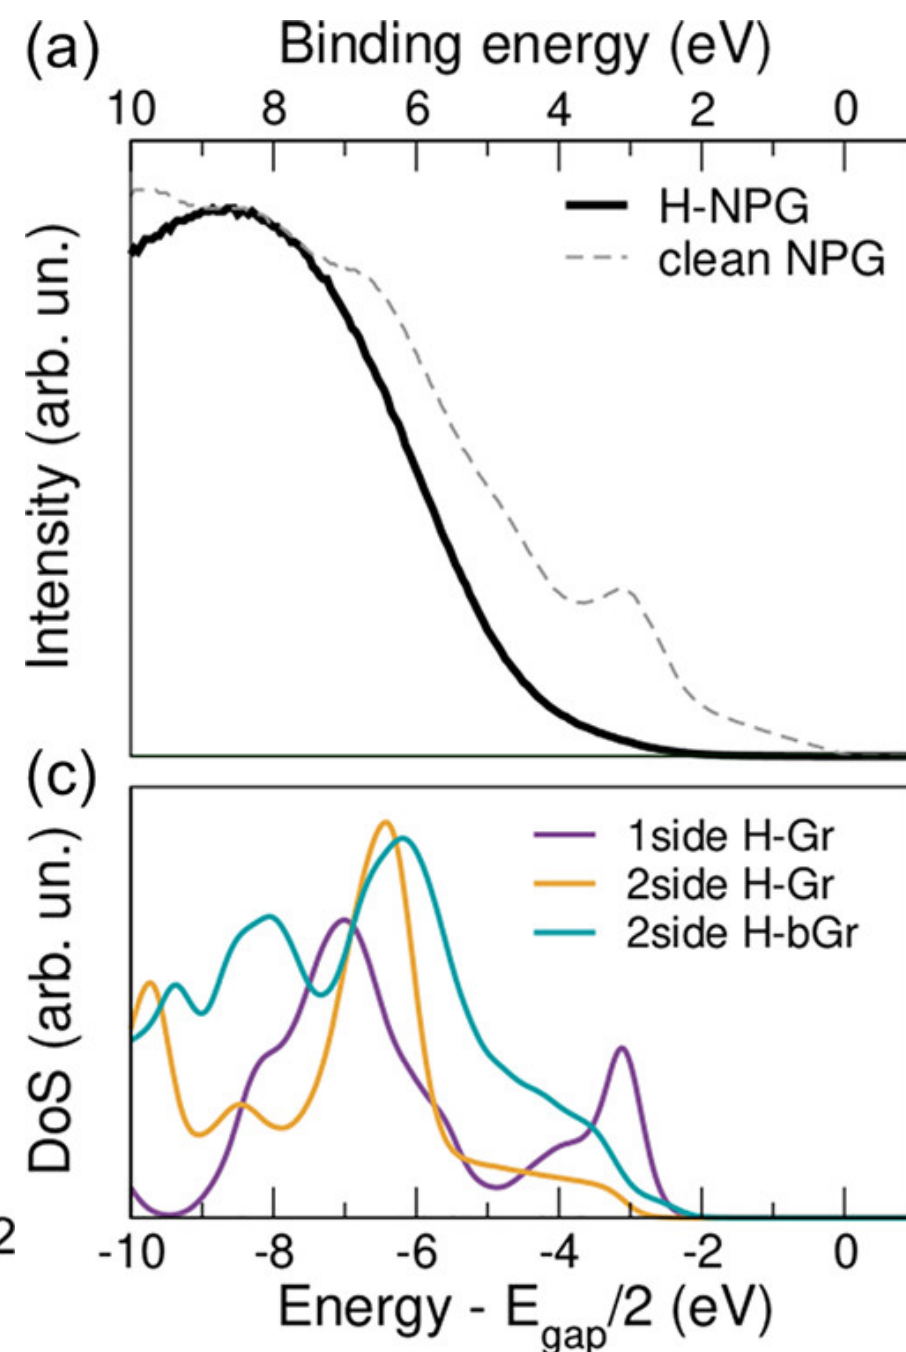 (a) Binding energy (eV)
10 8 6 4 2 0
H-NPG
clean NPG
Intensity (arb. un.)
(c)
1side H-Gr
2side H-Gr
2side H-bGr
DoS (arb. un.)
2
-10 -8 -6 -4 -2 0
Energy - Egap/2 (eV)